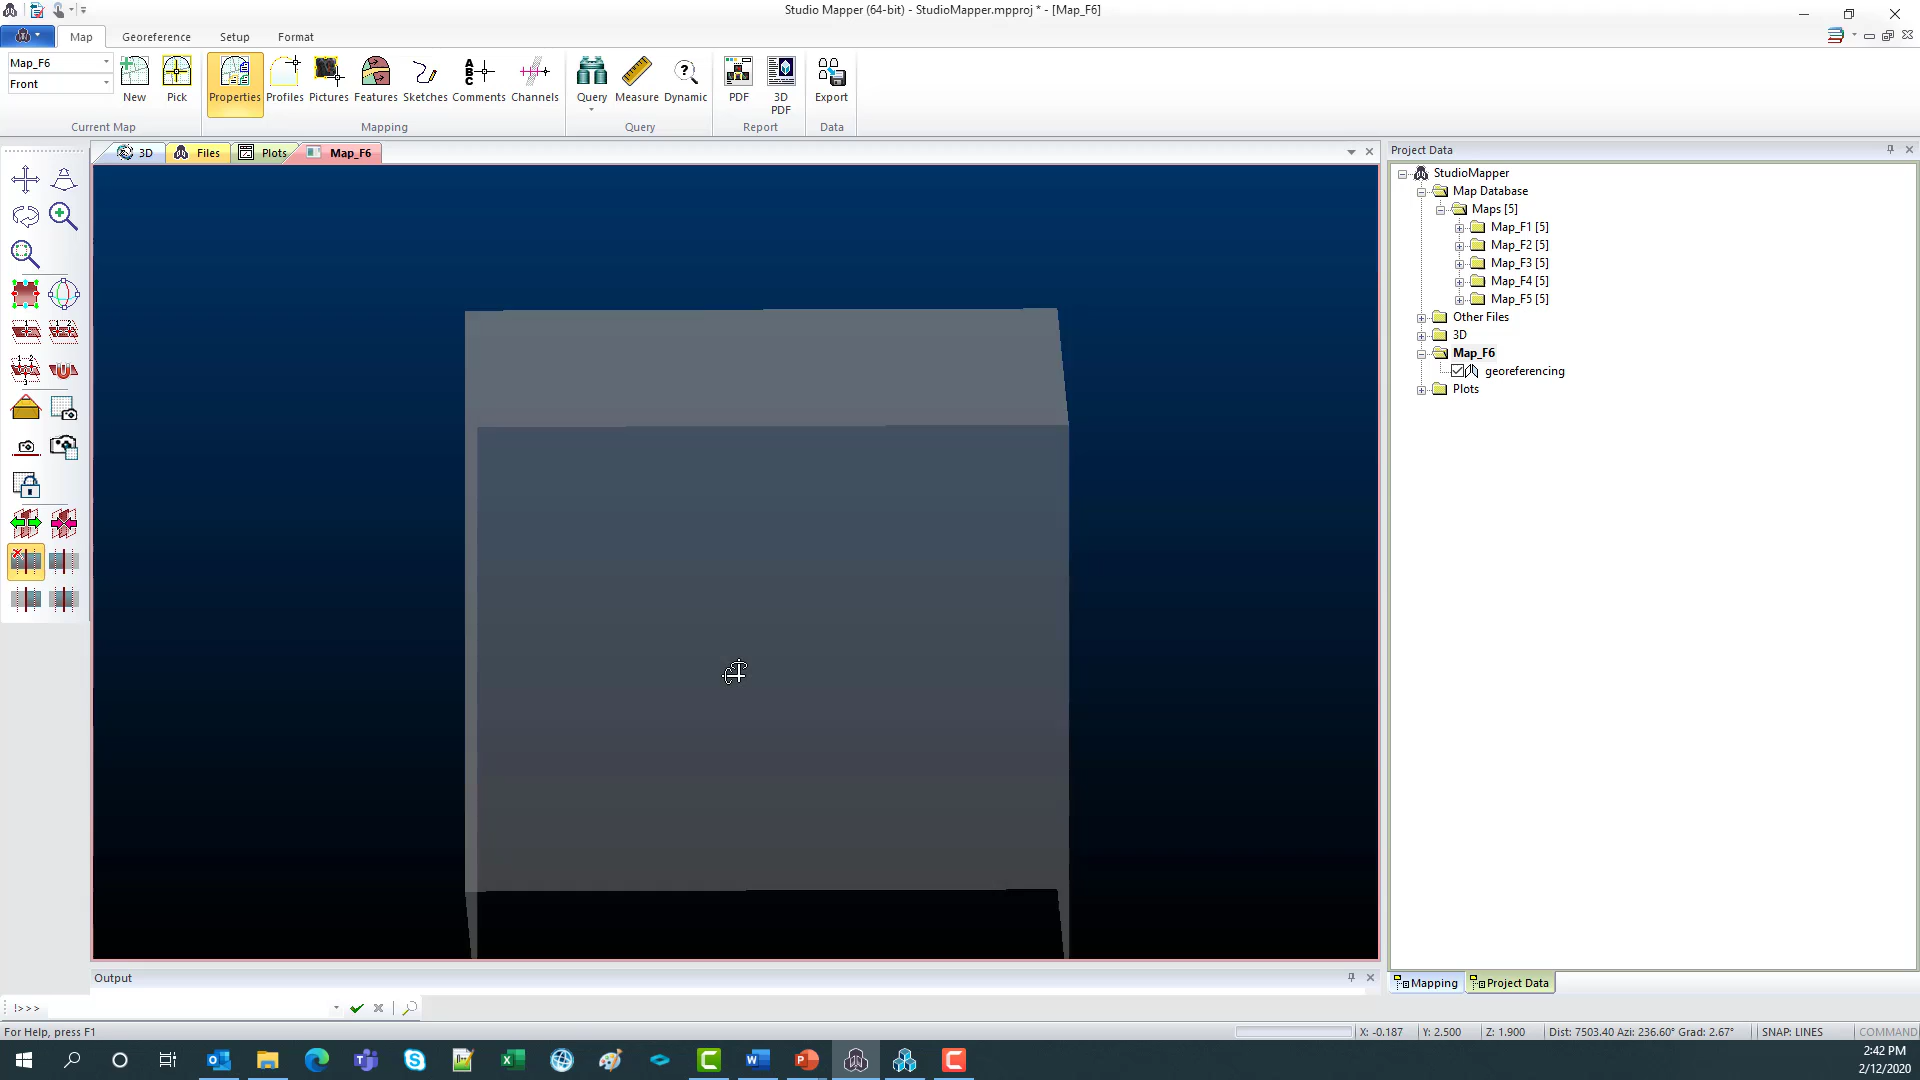 Studio Mapper (64-bit) - StudioMapper.mpproj * - [Map_F6]
Map Georeference Setup Format
Map_F6
Front
New Pick Properties Profiles Pictures Features Sketches Comments Channels Query Measure Dynamic PDF 3D PDF Export
Current Map Mapping Query Report Data
3D Files Plots Map_F6
Project Data
StudioMapper
Map Database
Maps [5]
Map_F1 [5]
Map_F2 [5]
Map_F3 [5]
Map_F4 [5]
Map_F5 [5]
Other Files
3D
Map_F6
georeferencing
Plots
Output
Mapping Project Data
!>>>
For Help, press F1 X: -0.187 Y: 2.500 Z: 1.900 Dist: 7503.40 Azi: 236.60° Grad: 2.67° SNAP: LINES COMMAND
2:42 PM
2/12/2020